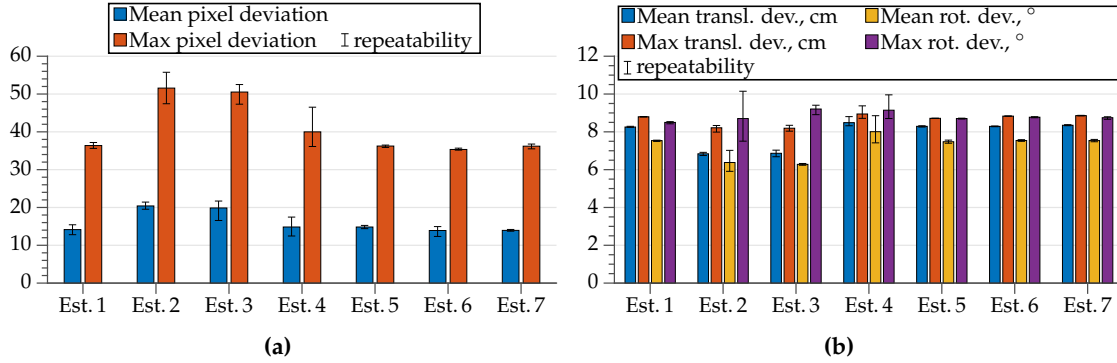 Mean pixel deviation
Max pixel deviation repeatability
60
50
40
30
20
10
0
Est. 1 Est. 2 Est. 3 Est. 4 Est. 5 Est. 6 Est. 7
(a)
Mean transl. dev., cm Mean rot. dev., °
Max transl. dev., cm Max rot. dev., °
repeatability
12
10
8
6
4
2
0
Est. 1 Est. 2 Est. 3 Est. 4 Est. 5 Est. 6 Est. 7
(b)